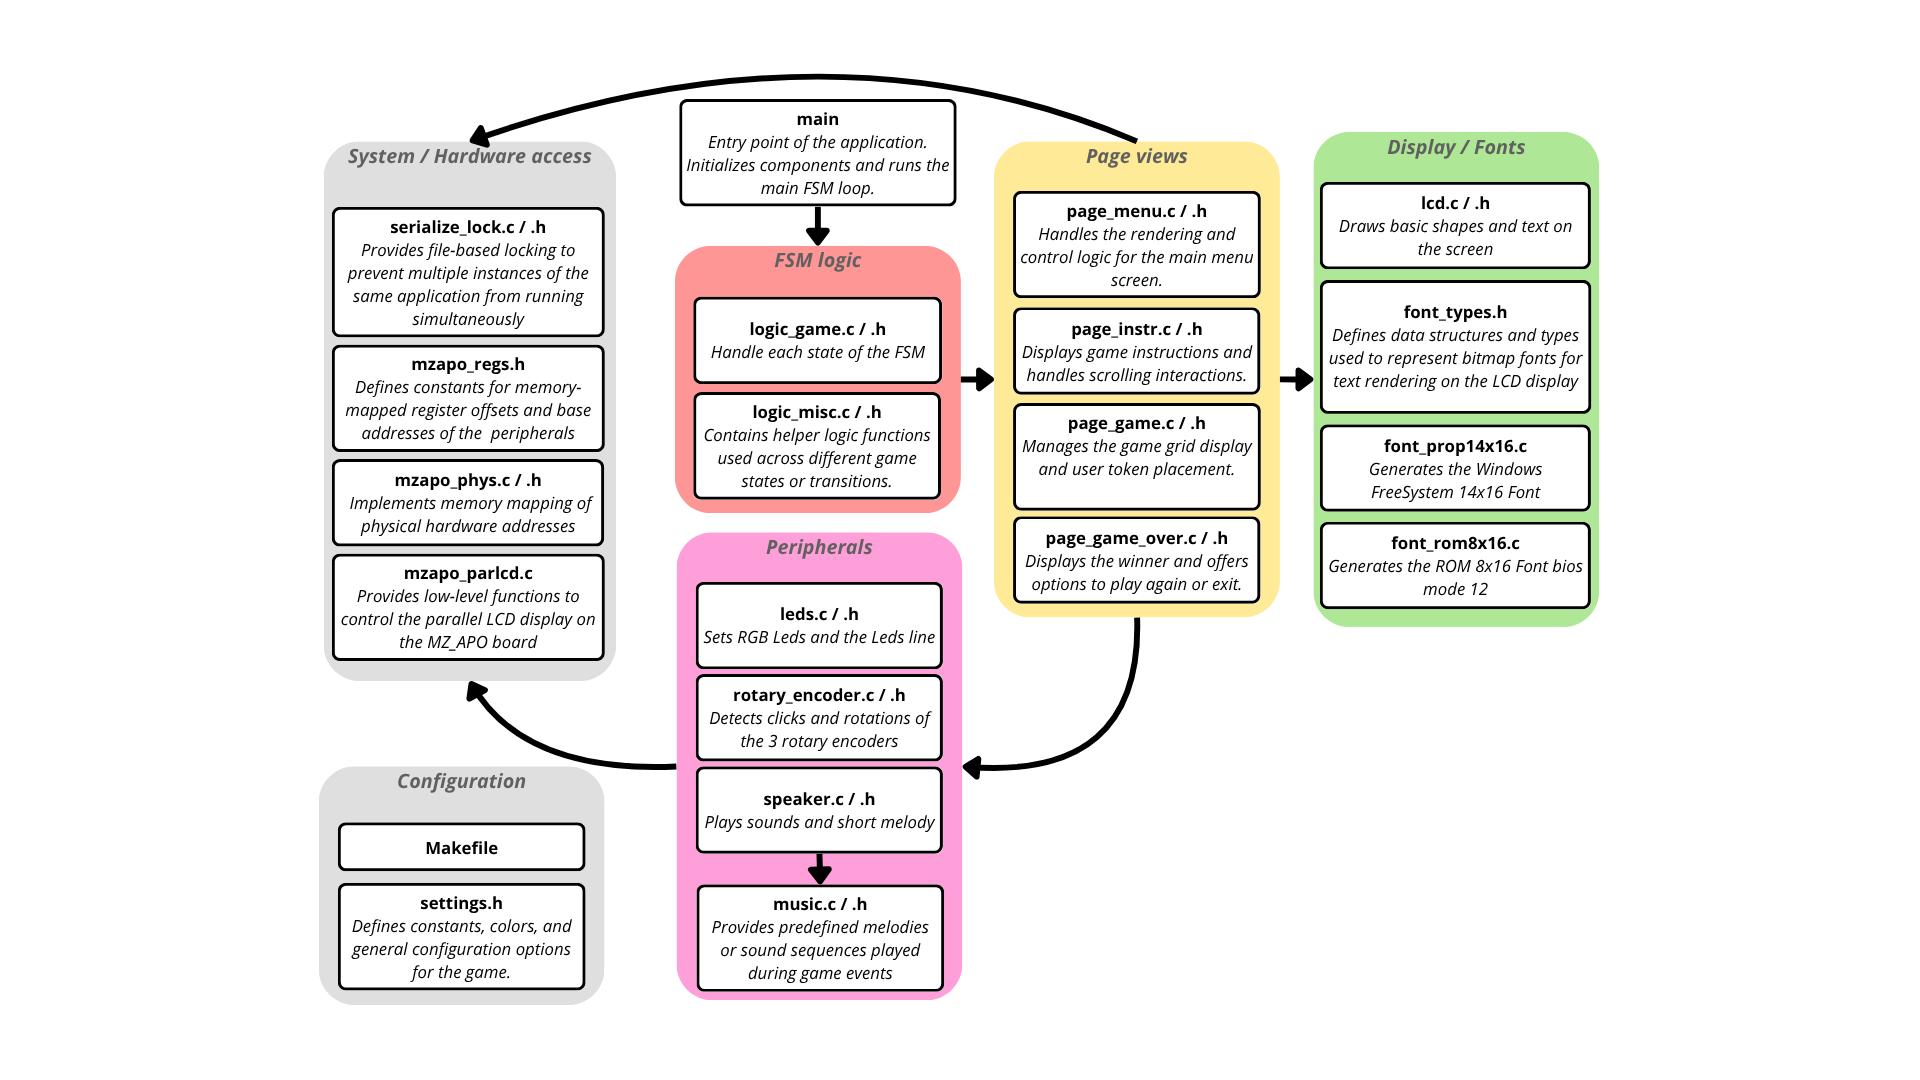 main
Entry point of the application.
Initializes components and runs the
main FSM loop.
System / Hardware access
serialize_lock.c / .h
Provides file-based locking to
prevent multiple instances of the
same application from running
simultaneously
mzapo_regs.h
Defines constants for memory-
mapped register offsets and base
addresses of the  peripherals
mzapo_phys.c / .h
Implements memory mapping of
physical hardware addresses
mzapo_parlcd.c
Provides low-level functions to
control the parallel LCD display on
the MZ_APO board
Configuration
Makefile
settings.h
Defines constants, colors, and
general configuration options
for the game.
FSM logic
logic_game.c / .h
Handle each state of the FSM
logic_misc.c / .h
Contains helper logic functions
used across different game
states or transitions.
Peripherals
leds.c / .h
Sets RGB Leds and the Leds line
rotary_encoder.c / .h
Detects clicks and rotations of
the 3 rotary encoders
speaker.c / .h
Plays sounds and short melody
music.c / .h
Provides predefined melodies
or sound sequences played
during game events
Page views
page_menu.c / .h
Handles the rendering and
control logic for the main menu
screen.
page_instr.c / .h
Displays game instructions and
handles scrolling interactions.
page_game.c / .h
Manages the game grid display
and user token placement.
page_game_over.c / .h
Displays the winner and offers
options to play again or exit.
Display / Fonts
lcd.c / .h
Draws basic shapes and text on
the screen
font_types.h
Defines data structures and types
used to represent bitmap fonts for
text rendering on the LCD display
font_prop14x16.c
Generates the Windows
FreeSystem 14x16 Font
font_rom8x16.c
Generates the ROM 8x16 Font bios
mode 12